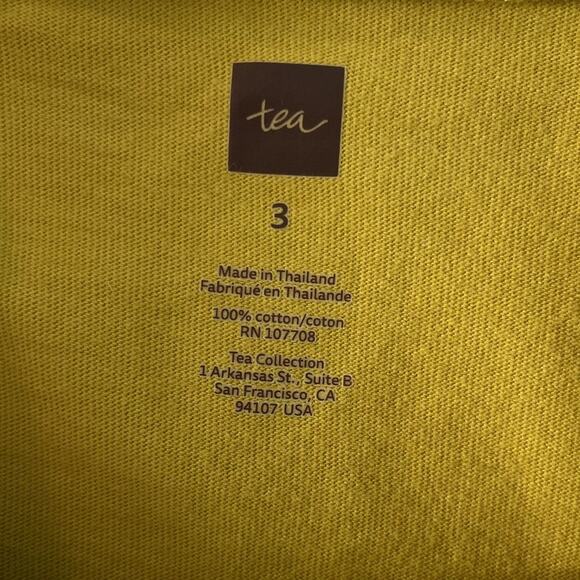 tea
3
Made in Thailand
Fabriqué en Thaïlande
100% cotton/coton
RN 107708
Tea Collection
1 Arkansas St., Suite B
San Francisco, CA
94107 USA